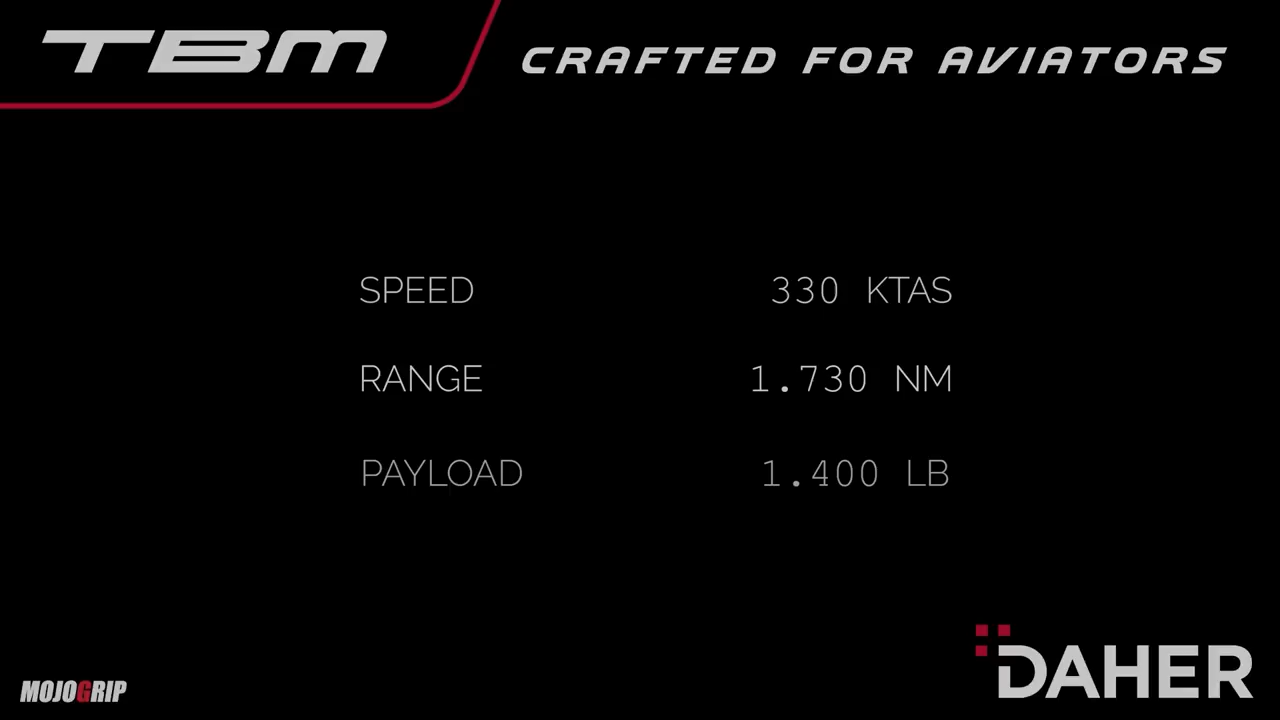 TBM
CRAFTED FOR AVIATORS
SPEED 330 KTAS
RANGE 1.730 NM
PAYLOAD 1.400 LB
DAHER
MOJOGRIP